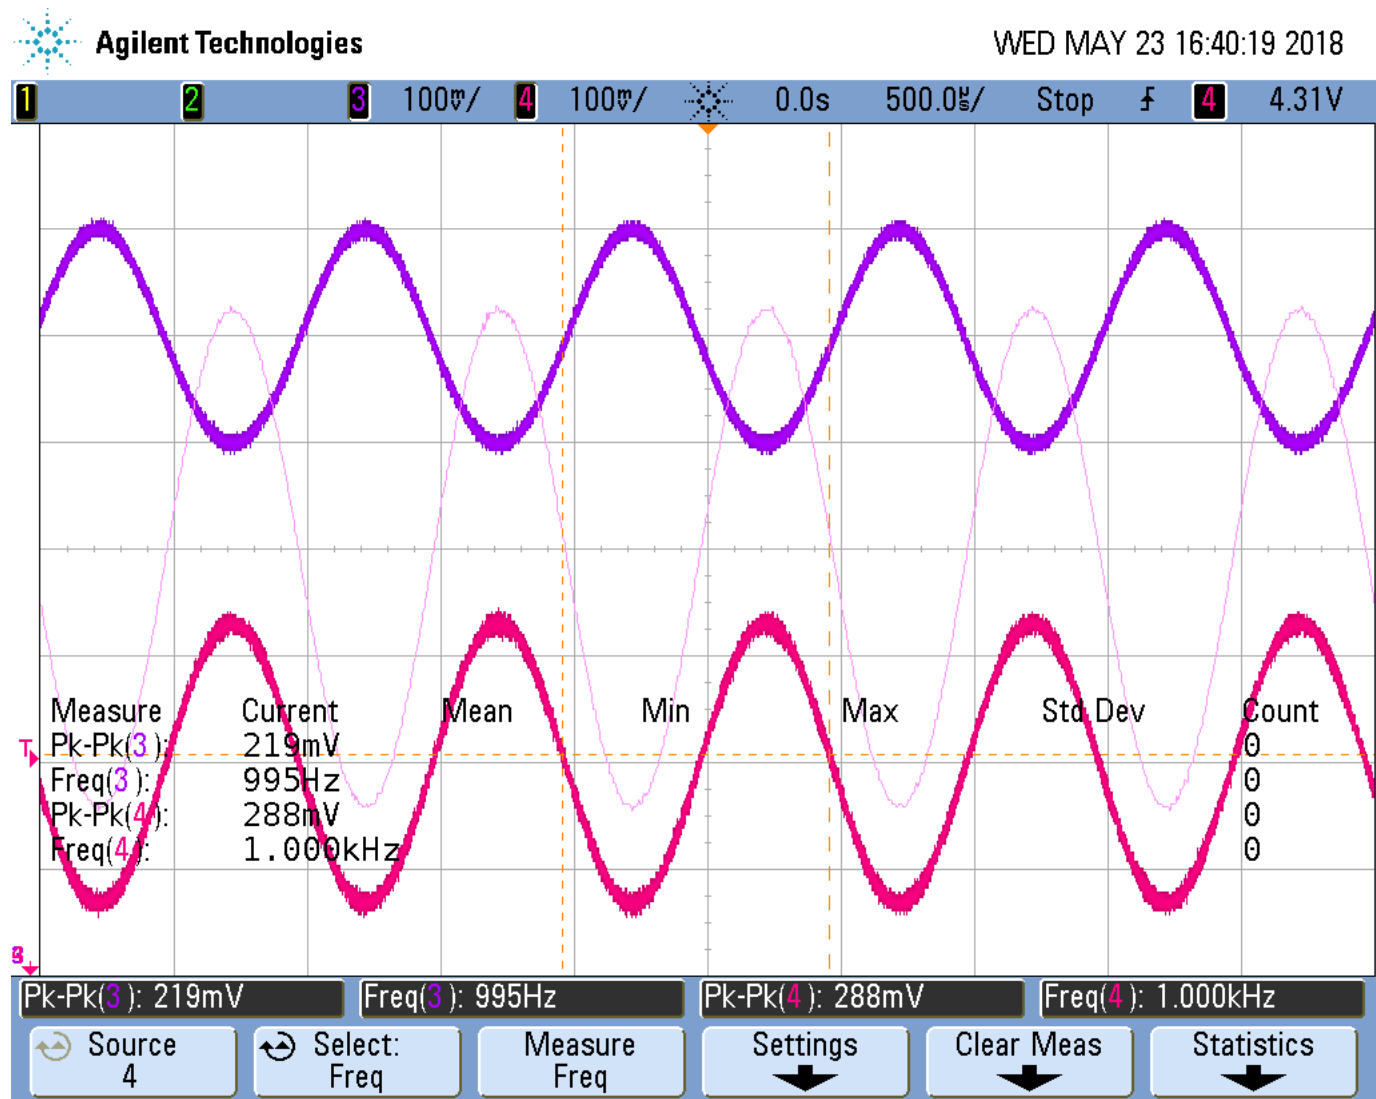 Agilent Technologies
WED MAY 23 16:40:19 2018
1 2 3 100mV/ 4 100mV/ 0.0s 500.0µs/ Stop 4 4.31V
Measure Current Mean Min Max Std Dev Count
T
Pk-Pk(3): 219mV 0
Freq(3): 995Hz 0
Pk-Pk(4): 288mV 0
Freq(4): 1.000kHz 0
Pk-Pk(3): 219mV Freq(3): 995Hz Pk-Pk(4): 288mV Freq(4): 1.000kHz
Source Select: Measure Settings Clear Meas Statistics
4 Freq Freq